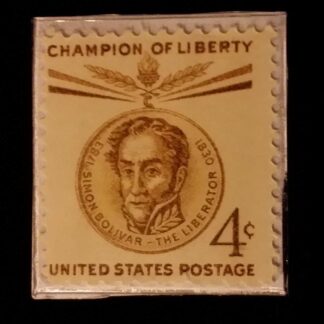 CHAMPION OF LIBERTY
1783 · SIMON BOLIVAR – THE LIBERATOR · 1830
4¢
UNITED STATES POSTAGE